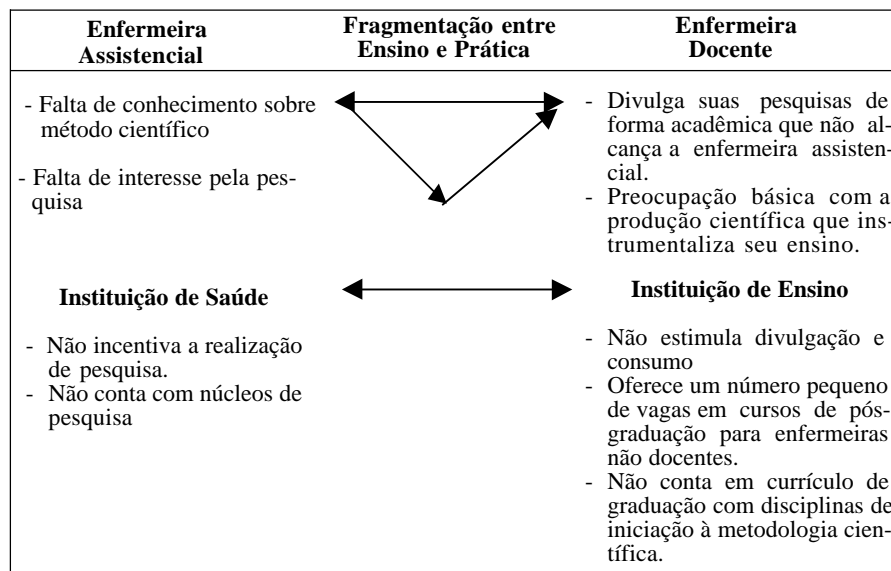 Enfermeira
Assistencial
Fragmentação entre
Ensino e Prática
Enfermeira
Docente
- Falta de conhecimento sobre
método científico
- Falta de interesse pela pes-
quisa
- Divulga suas pesquisas de
forma acadêmica que não al-
cança a enfermeira assisten-
cial.
- Preocupação básica com a
produção científica que ins-
trumentaliza seu ensino.
Instituição de Saúde
- Não incentiva a realização
de pesquisa.
- Não conta com núcleos de
pesquisa
Instituição de Ensino
- Não estimula divulgação e
consumo
- Oferece um número pequeno
de vagas em cursos de pós-
graduação para enfermeiras
não docentes.
- Não conta em currículo de
graduação com disciplinas de
iniciação à metodologia cien-
tífica.